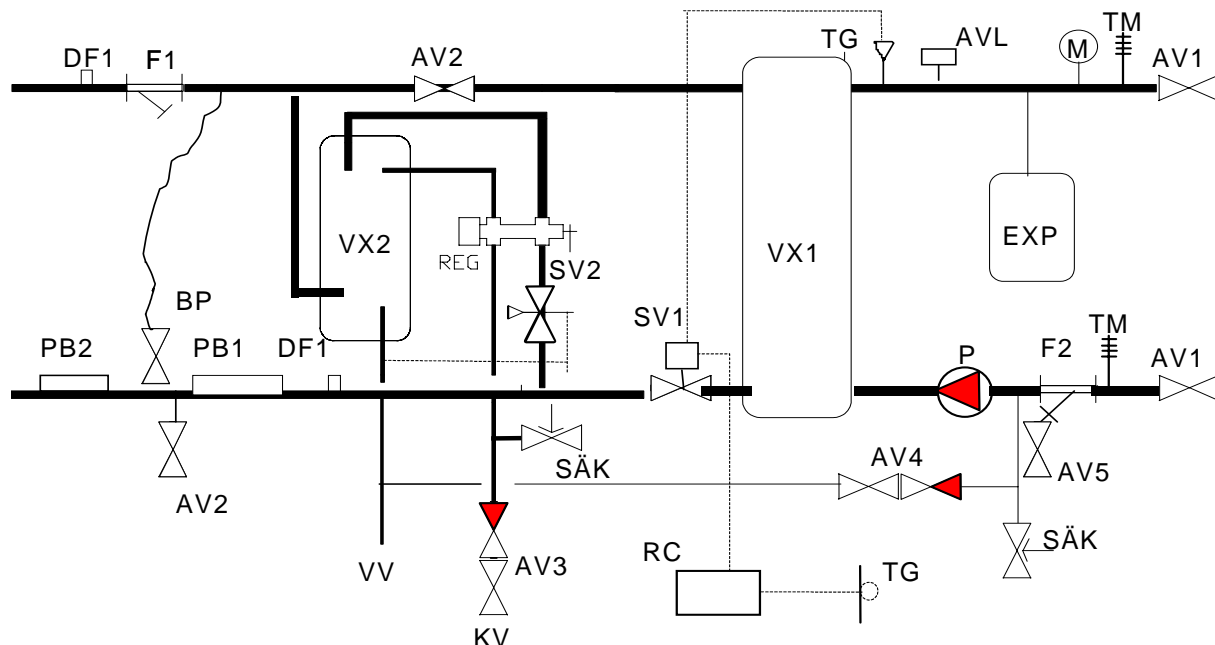 TM
TG AVL M AV1
DF1 F1 AV2
VX2 VX1 EXP
REG SV2
BP SV1
PB2 PB1 DF1 P F2 TM AV1
SÄK AV4 AV5
AV2
RC SÄK
VV AV3 TG
KV